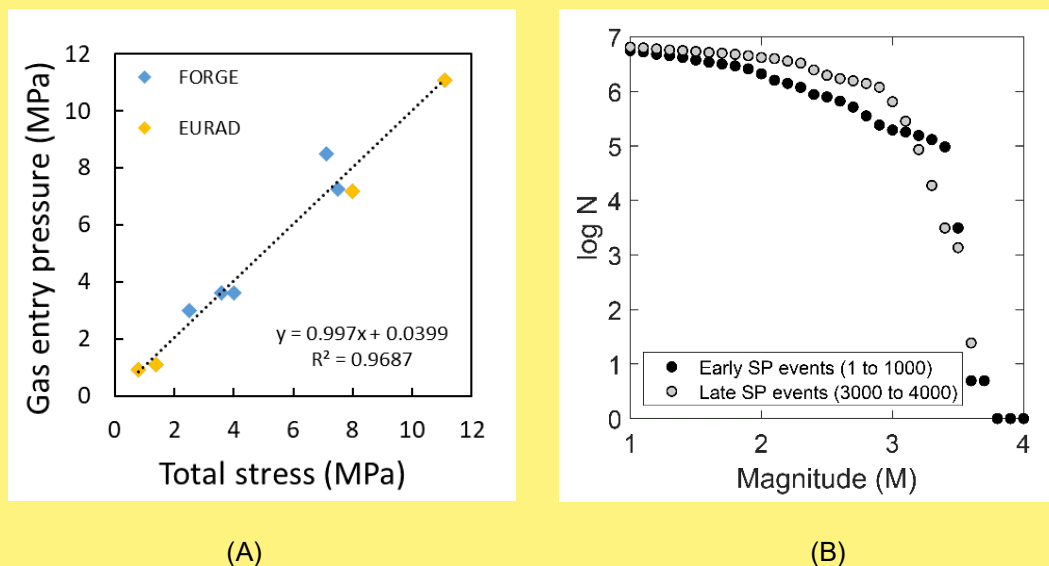 12
10
8
6
4
2
0
Gas entry pressure (MPa)
FORGE
EURAD
y = 0.997x + 0.0399
R² = 0.9687
0 2 4 6 8 10 12
Total stress (MPa)
(A)
7
6
5
4
3
2
1
0
log N
Early SP events (1 to 1000)
Late SP events (3000 to 4000)
1 2 3 4
Magnitude (M)
(B)